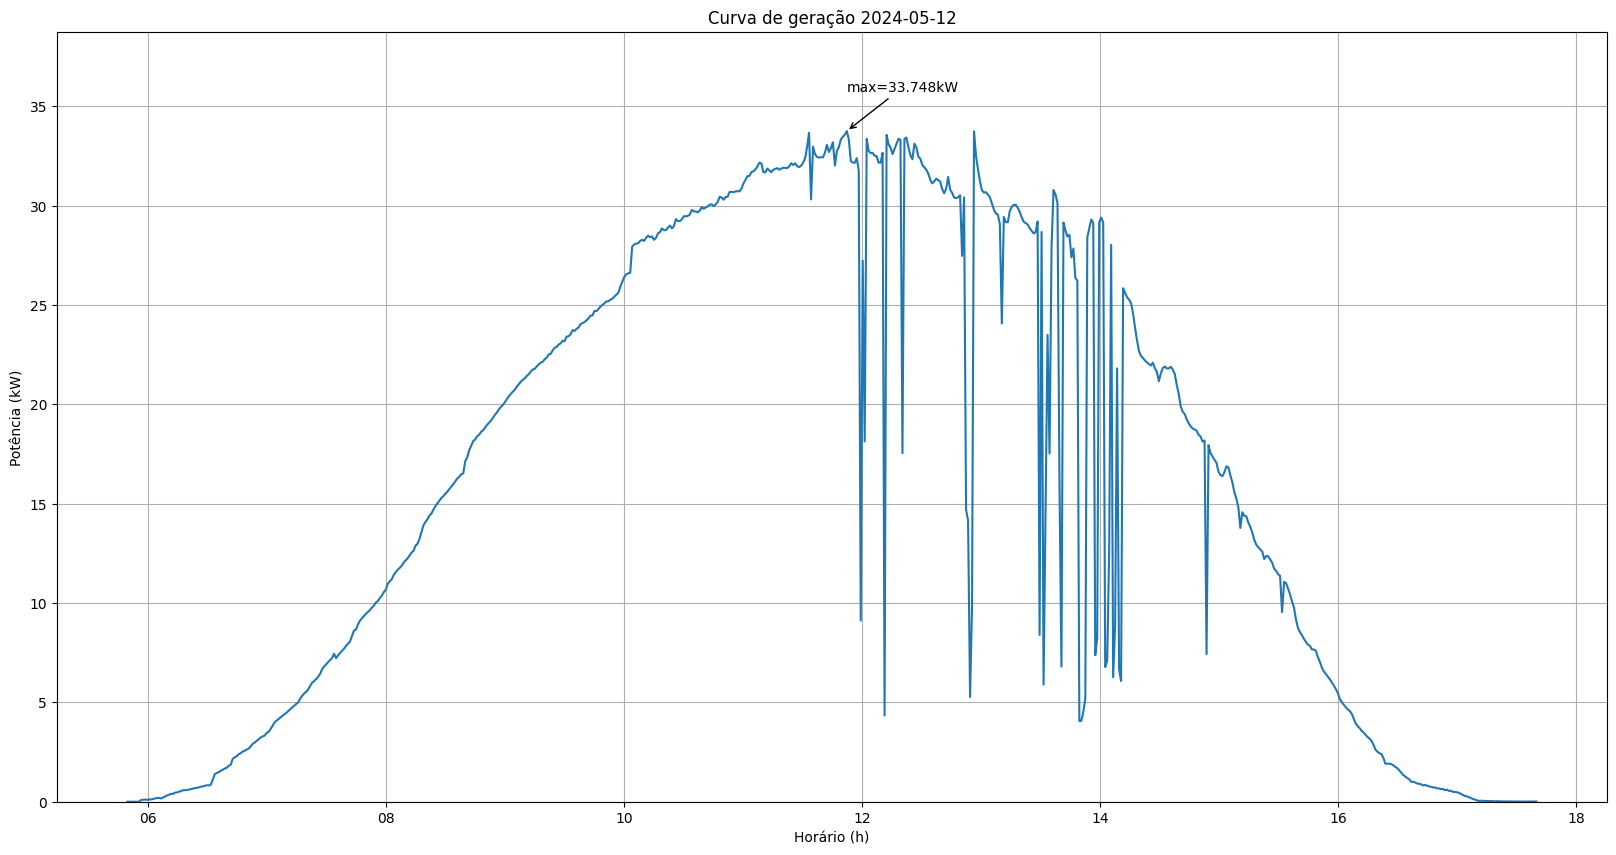 Curva de geração 2024-05-12
max=33.748kW
Potência (kW)
35
30
25
20
15
10
5
0
06 08 10 12 14 16 18
Horário (h)